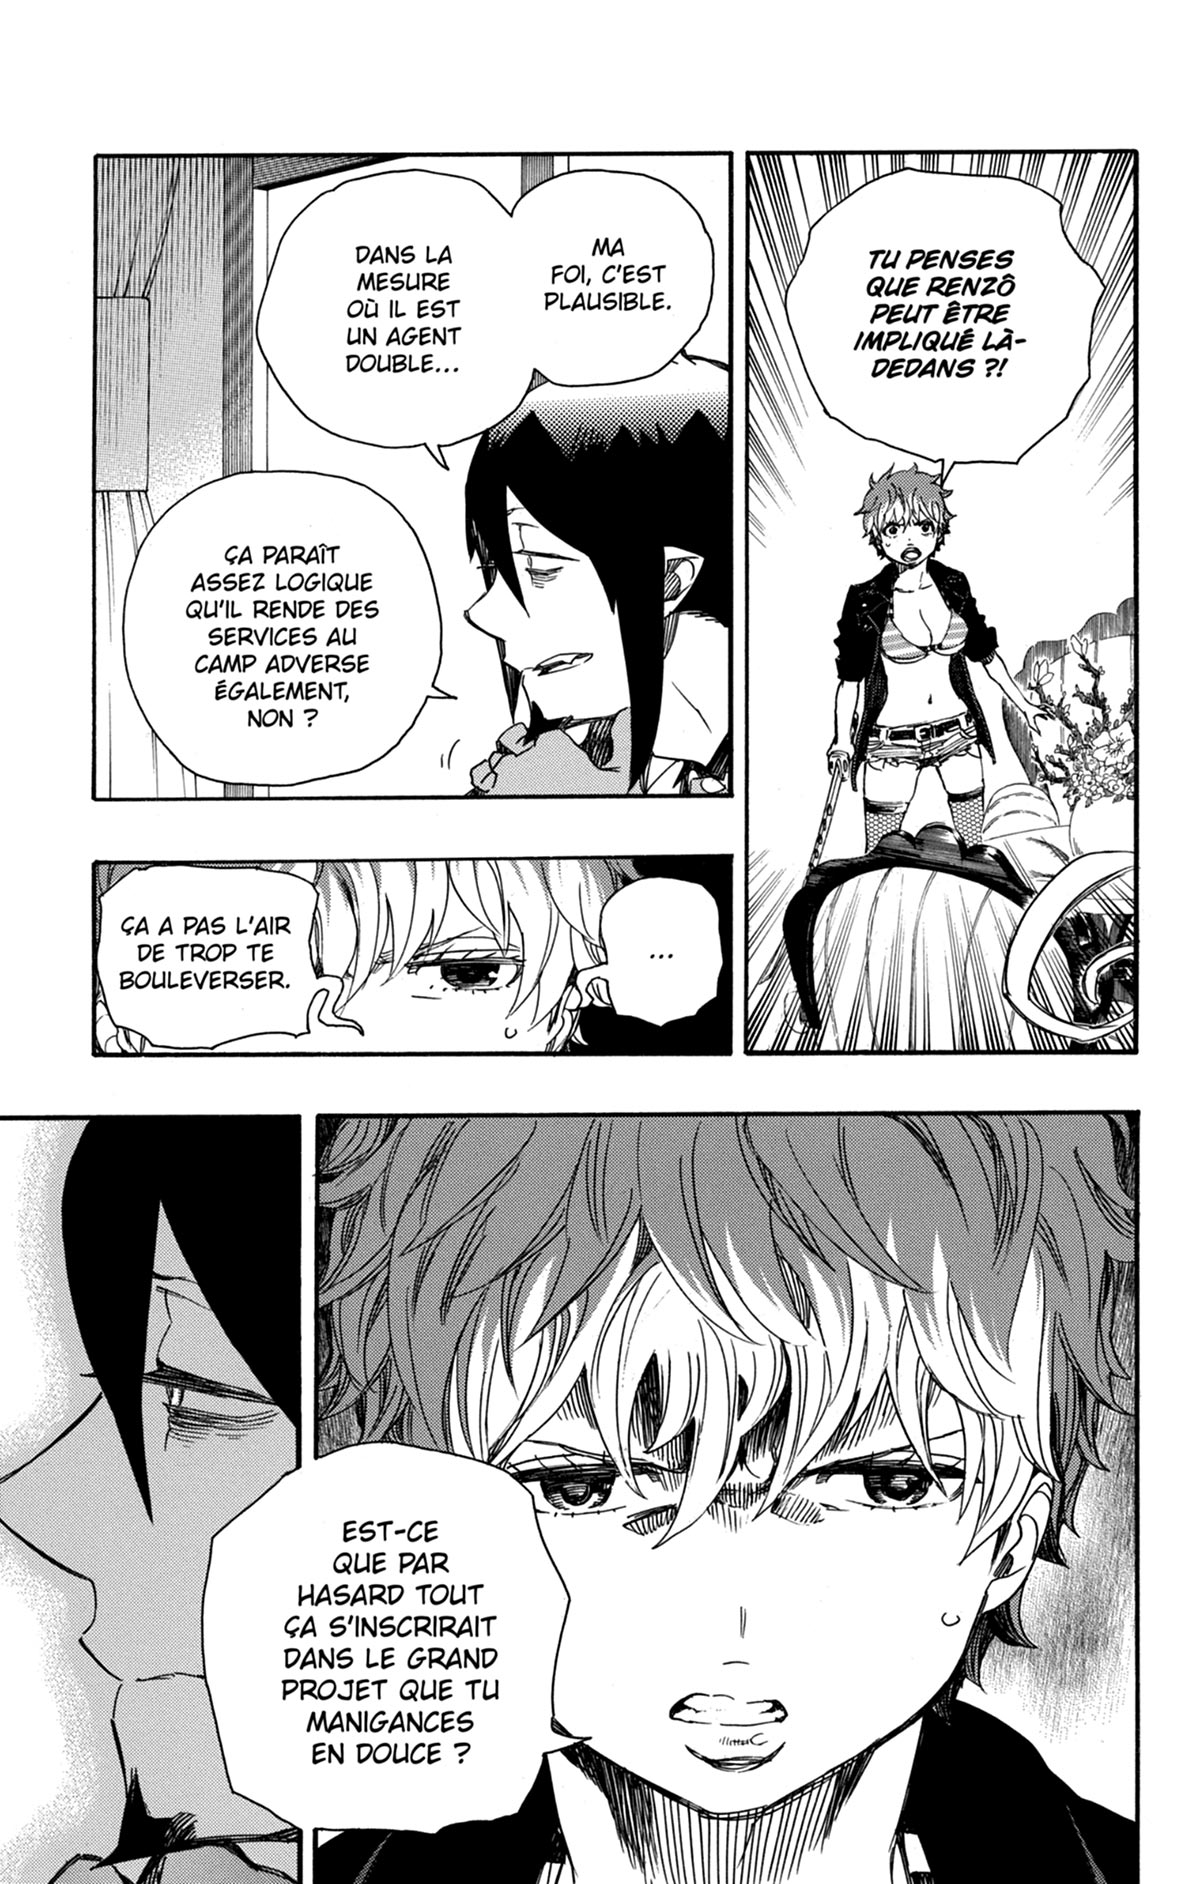 TU PENSES
QUE RENZÔ
PEUT ÊTRE
IMPLIQUÉ LÀ-
DEDANS ?!
MA
FOI, C'EST
PLAUSIBLE.
DANS LA
MESURE
OÙ IL EST
UN AGENT
DOUBLE...
ÇA PARAÎT
ASSEZ LOGIQUE
QU'IL RENDE DES
SERVICES AU
CAMP ADVERSE
ÉGALEMENT,
NON ?
...
ÇA A PAS L'AIR
DE TROP TE
BOULEVERSER.
EST-CE
QUE PAR
HASARD TOUT
ÇA S'INSCRIRAIT
DANS LE GRAND
PROJET QUE TU
MANIGANCES
EN DOUCE ?